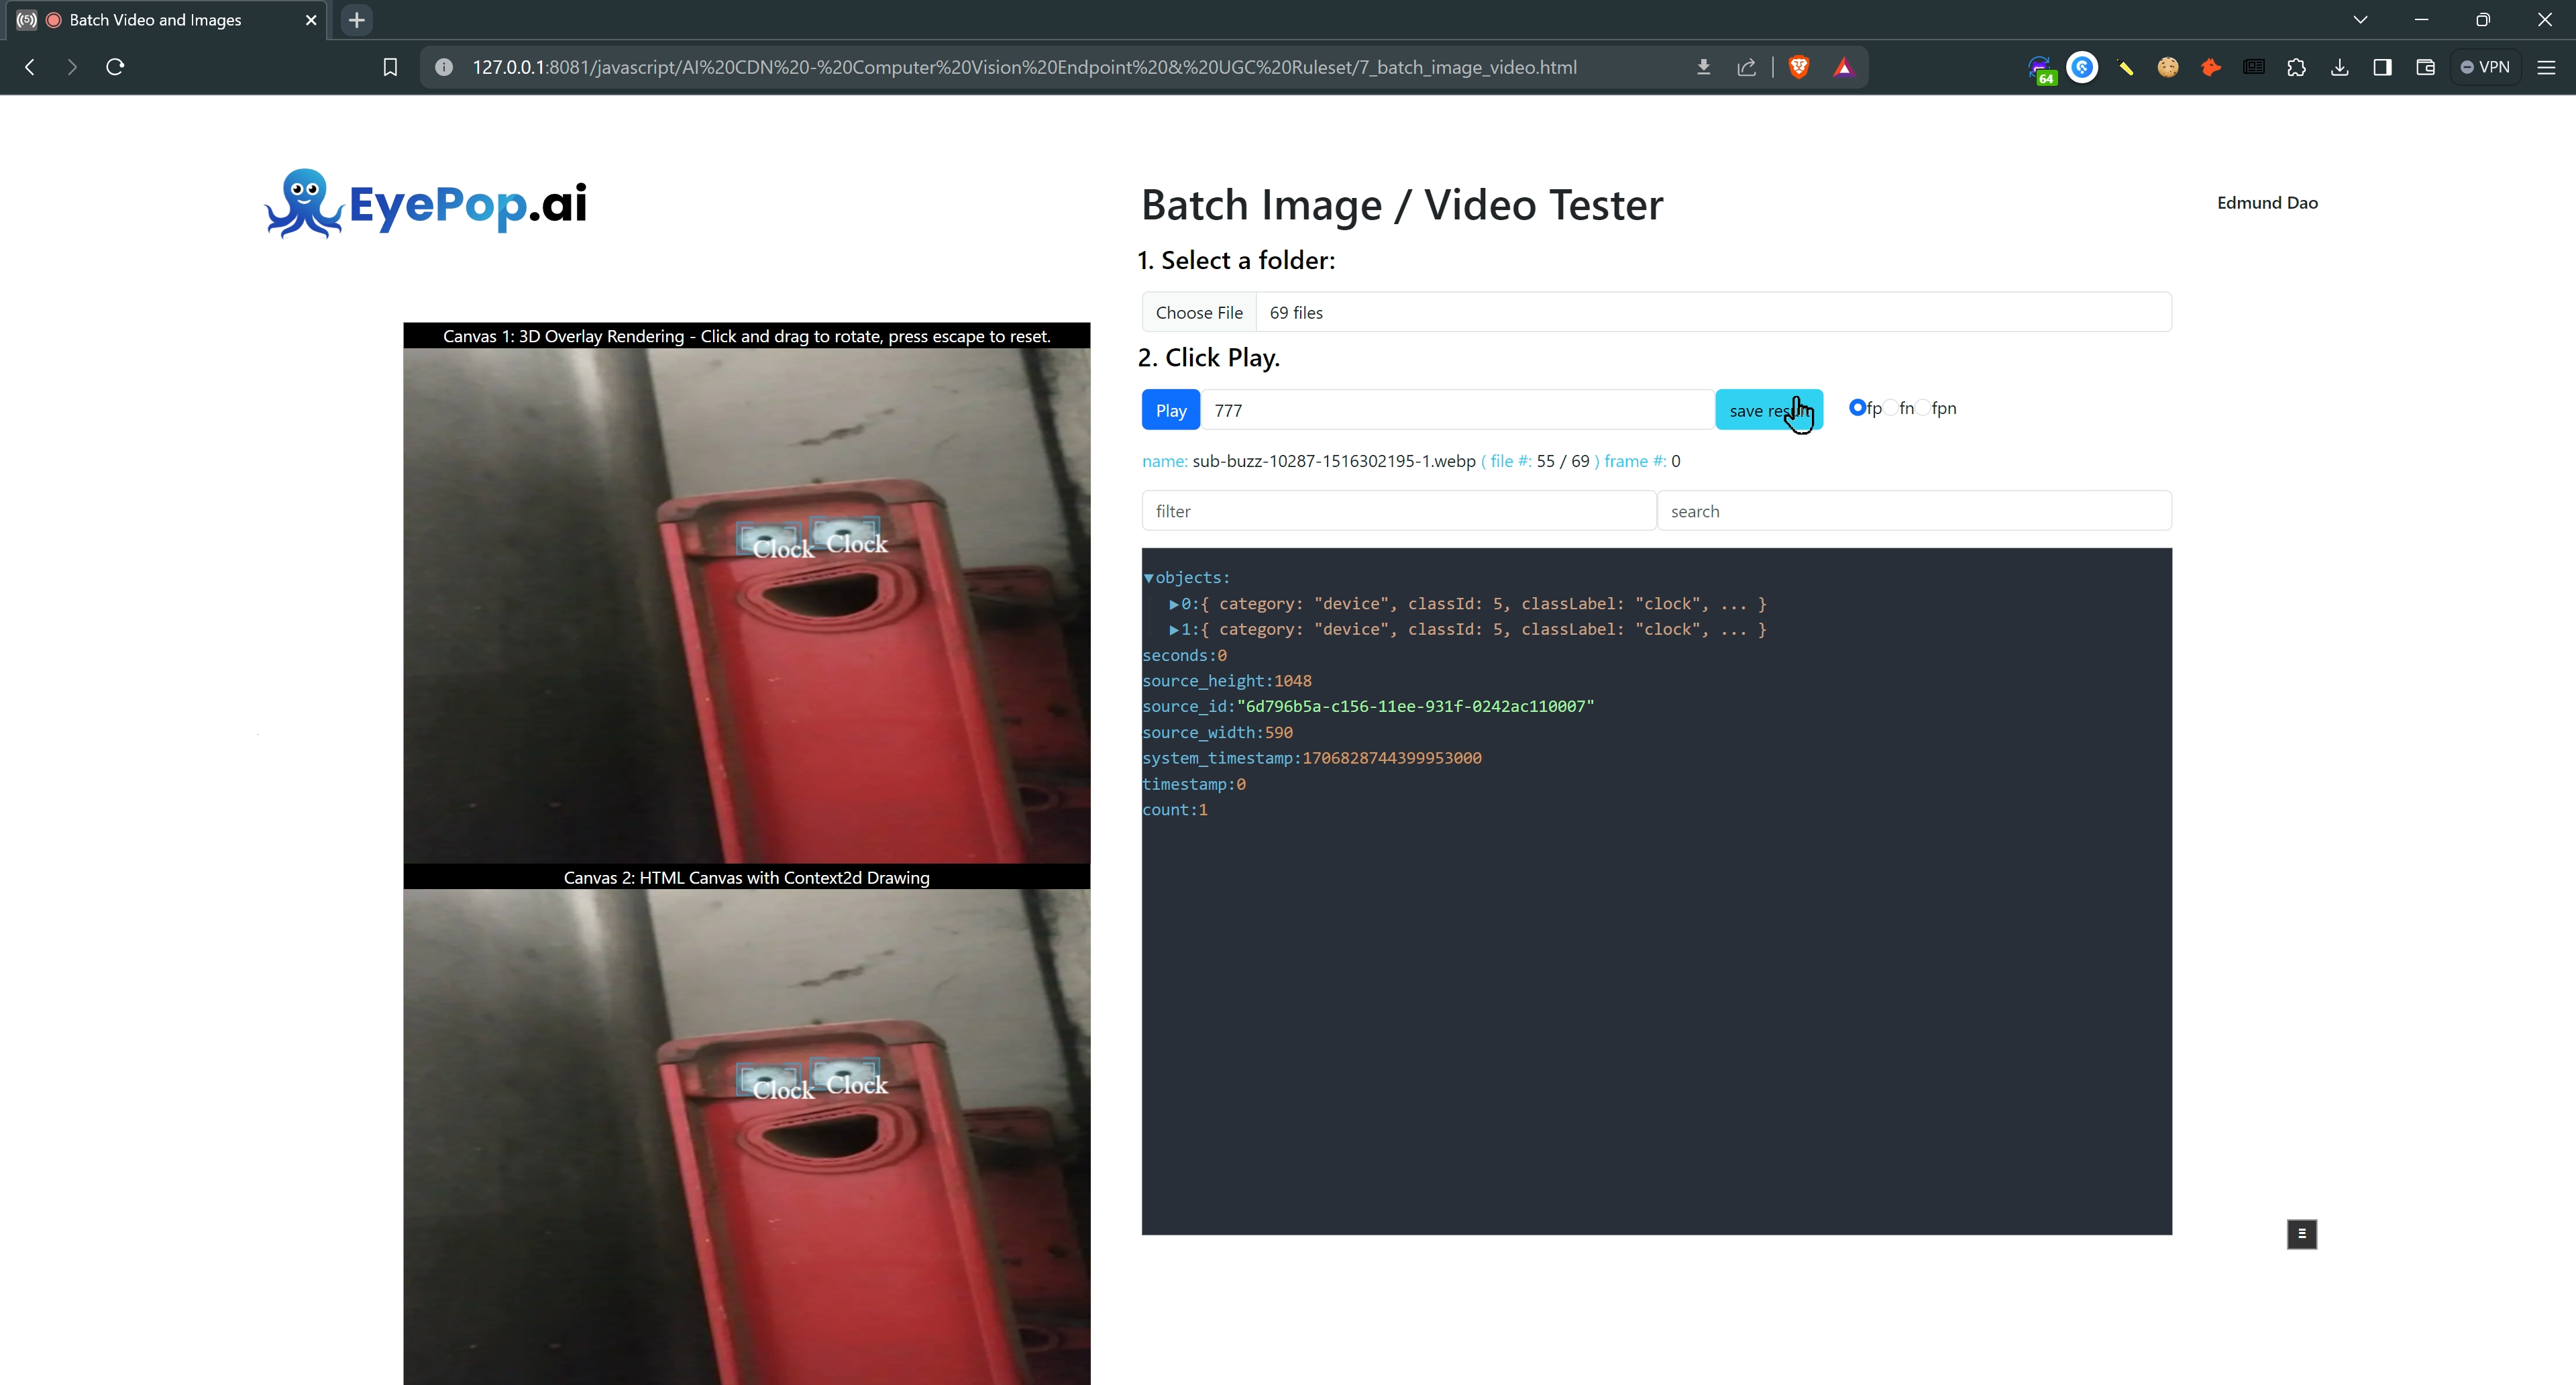 Batch Video and Images
127.0.0.1:8081/javascript/AI%20CDN%20-%20Computer%20Vision%20Endpoint%20&%20UGC%20Ruleset/7_batch_image_video.html
64
VPN
EyePop.ai
Batch Image / Video Tester
Edmund Dao
1. Select a folder:
Choose File 69 files
2. Click Play.
Play 777 save fp fn fpn
name: sub-buzz-10287-1516302195-1.webp ( file #: 55 / 69 ) frame #: 0
filter search
Canvas 1: 3D Overlay Rendering - Click and drag to rotate, press escape to reset.
Clock Clock
Canvas 2: HTML Canvas with Context2d Drawing
Clock Clock
▼objects:
▶0:{ category: "device", classId: 5, classLabel: "clock", ... }
▶1:{ category: "device", classId: 5, classLabel: "clock", ... }
seconds:0
source_height:1048
source_id:"6d796b5a-c156-11ee-931f-0242ac110007"
source_width:590
system_timestamp:1706828744399953000
timestamp:0
count:1